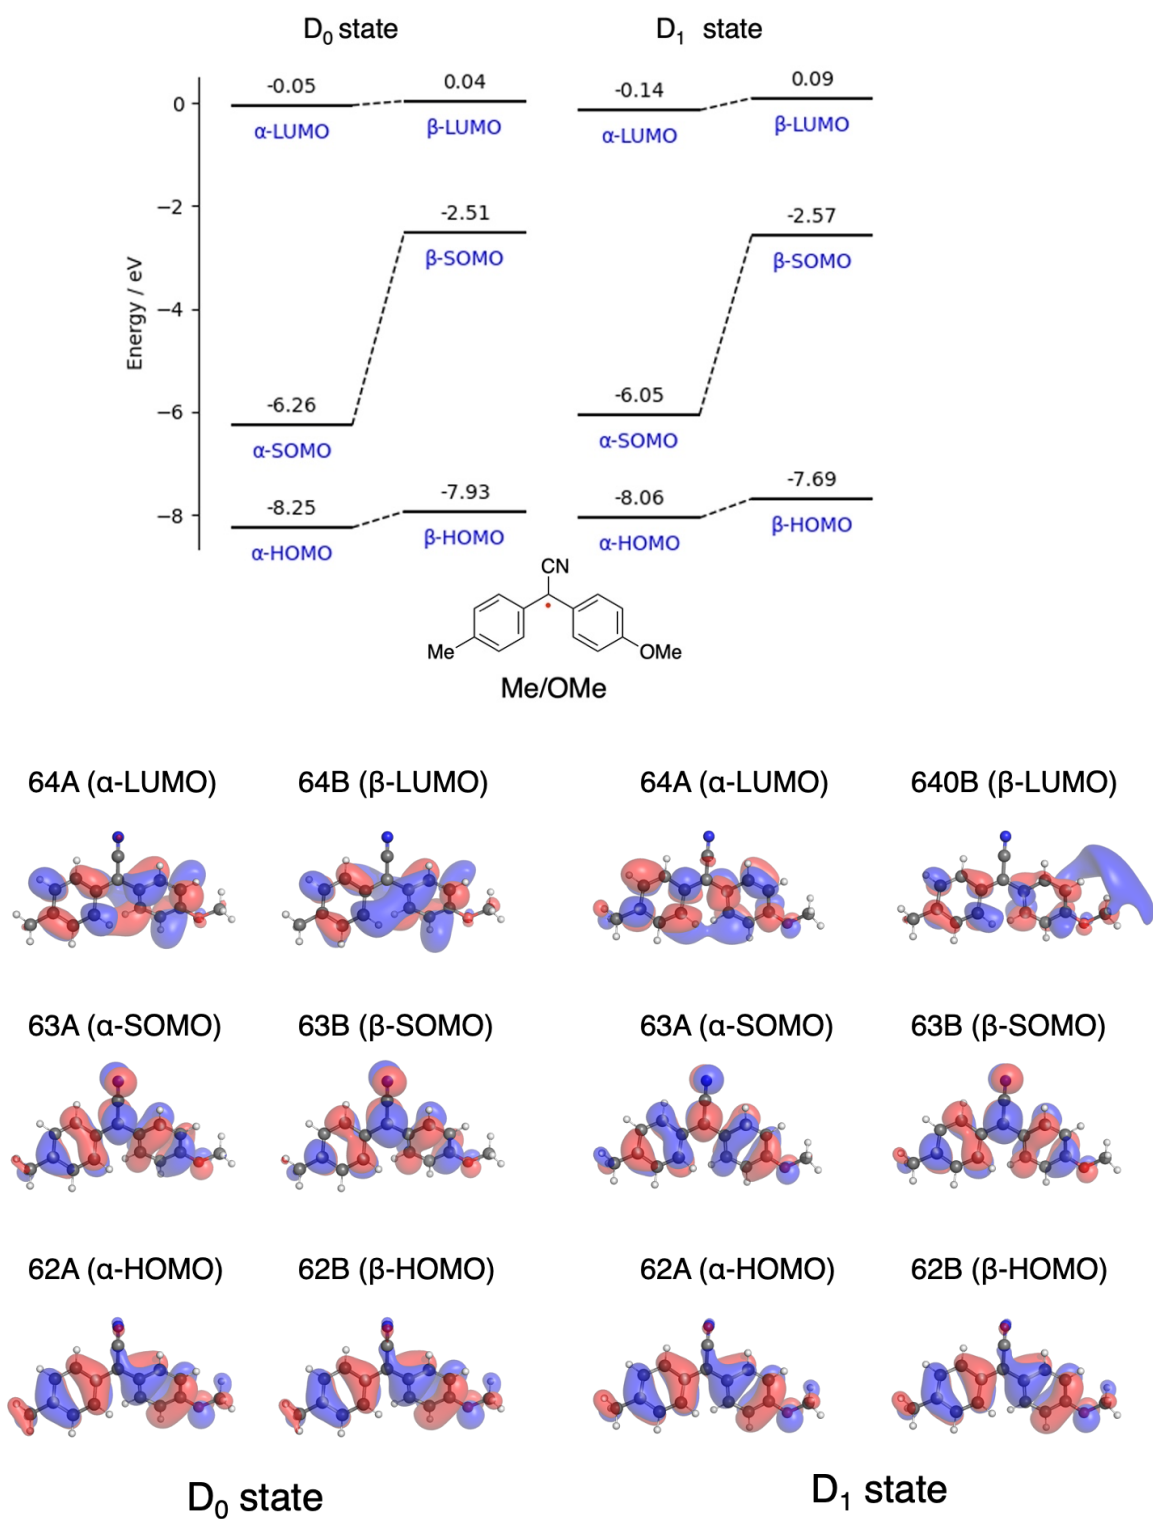 D0 state
D1 state
-0.05
0.04
-0.14
0.09
0
α-LUMO
β-LUMO
α-LUMO
β-LUMO
−2
-2.51
-2.57
β-SOMO
β-SOMO
Energy / eV
−4
-6.26
-6.05
−6
α-SOMO
α-SOMO
-8.25
-7.93
-8.06
-7.69
−8
α-HOMO
β-HOMO
α-HOMO
β-HOMO
CN
Me
OMe
Me/OMe
64A (α-LUMO)
64B (β-LUMO)
64A (α-LUMO)
640B (β-LUMO)
63A (α-SOMO)
63B (β-SOMO)
63A (α-SOMO)
63B (β-SOMO)
62A (α-HOMO)
62B (β-HOMO)
62A (α-HOMO)
62B (β-HOMO)
D0 state
D1 state